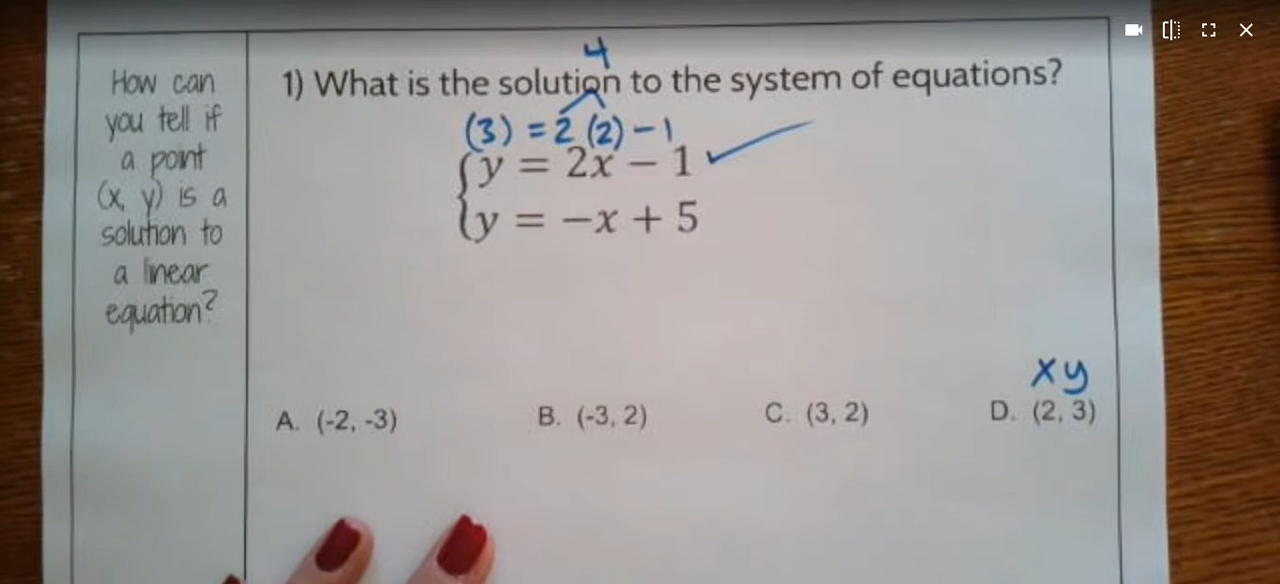 How can
you tell if
a point
(x, y) is a
solution to
a linear
equation?
4
1) What is the solution to the system of equations?
(3) = 2 (2) - 1
y = 2x − 1 ✓
y = −x + 5
x y
A. (-2, -3)
B. (-3, 2)
C. (3, 2)
D. (2, 3)